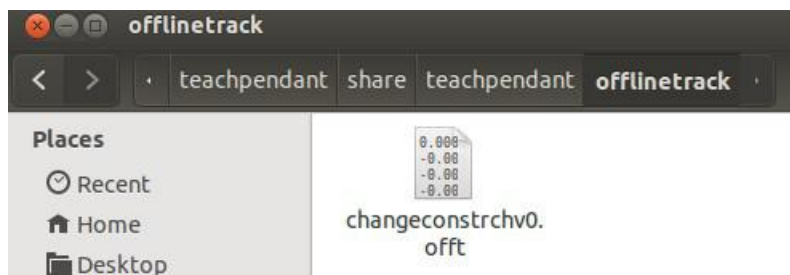 offlinetrack
teachpendant share teachpendant offlinetrack
Places
Recent
Home
Desktop
0.000
-0.00
-0.00
-0.00
changeconstrchv0.
offt